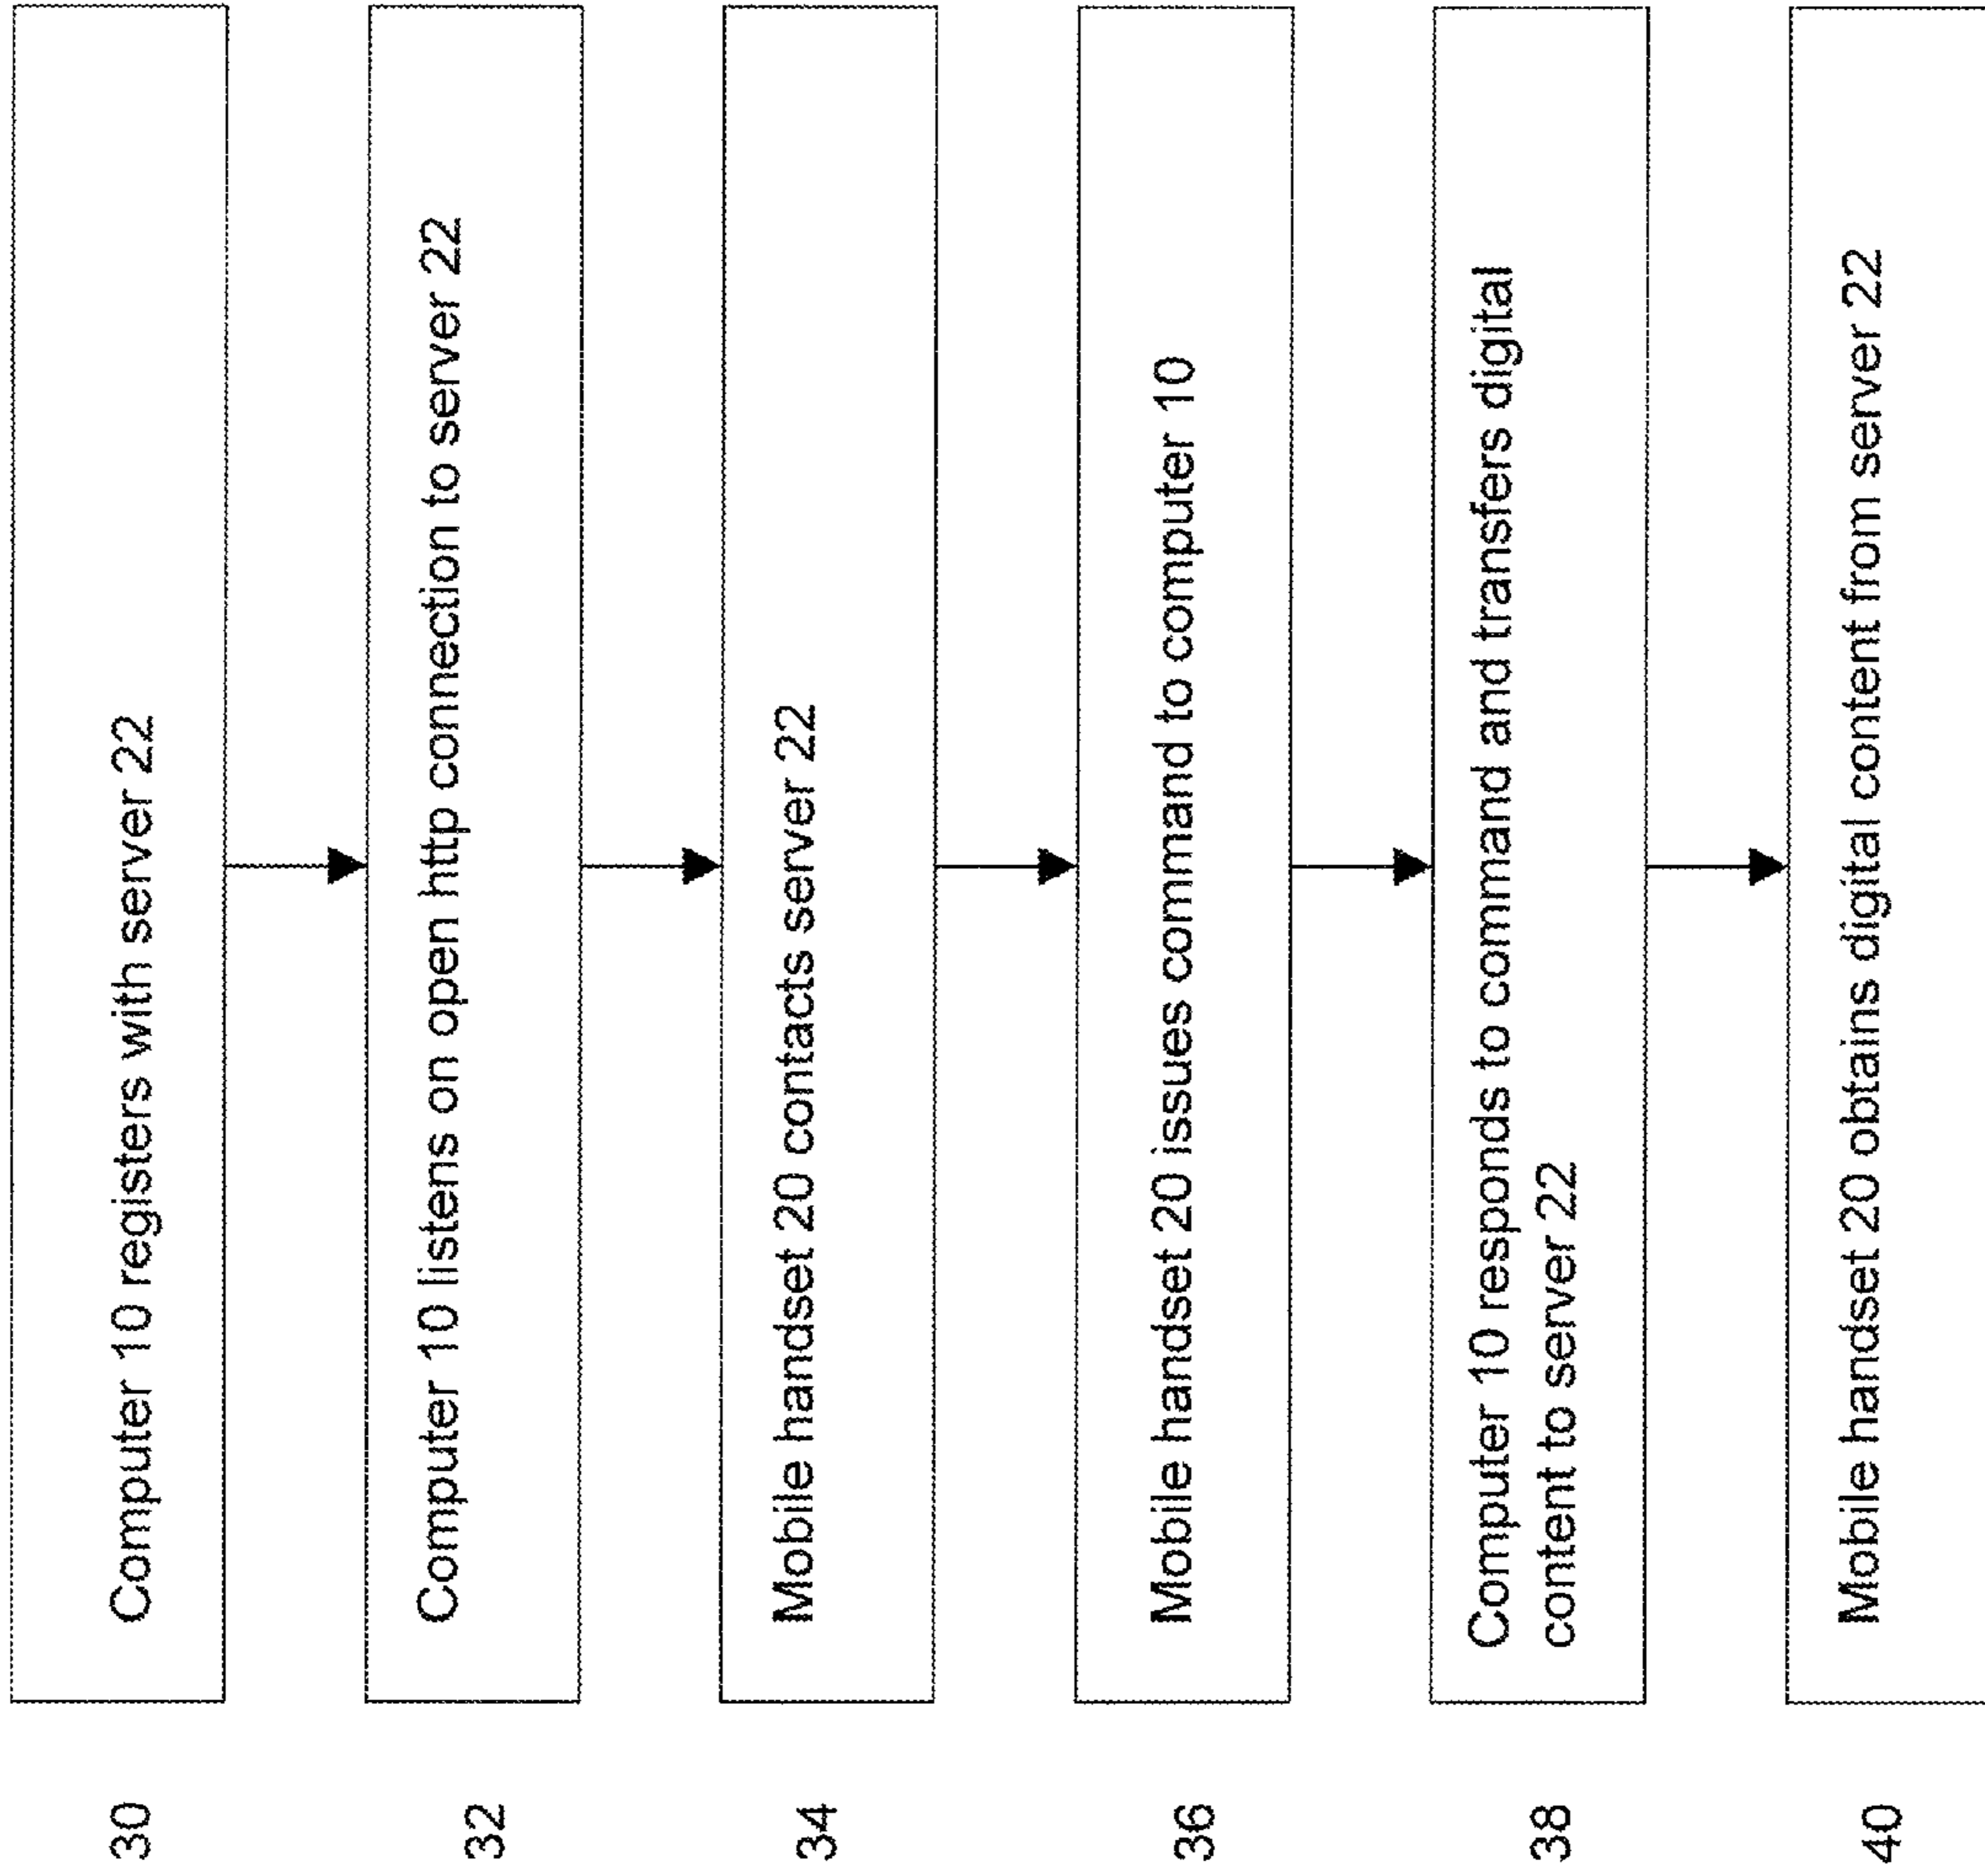 30
Computer 10 registers with server 22
32
Computer 10 listens on open http connection to server 22
34
Mobile handset 20 contacts server 22
36
Mobile handset 20 issues command to computer 10
38
Computer 10 responds to command and transfers digital
content to server 22
40
Mobile handset 20 obtains digital content from server 22